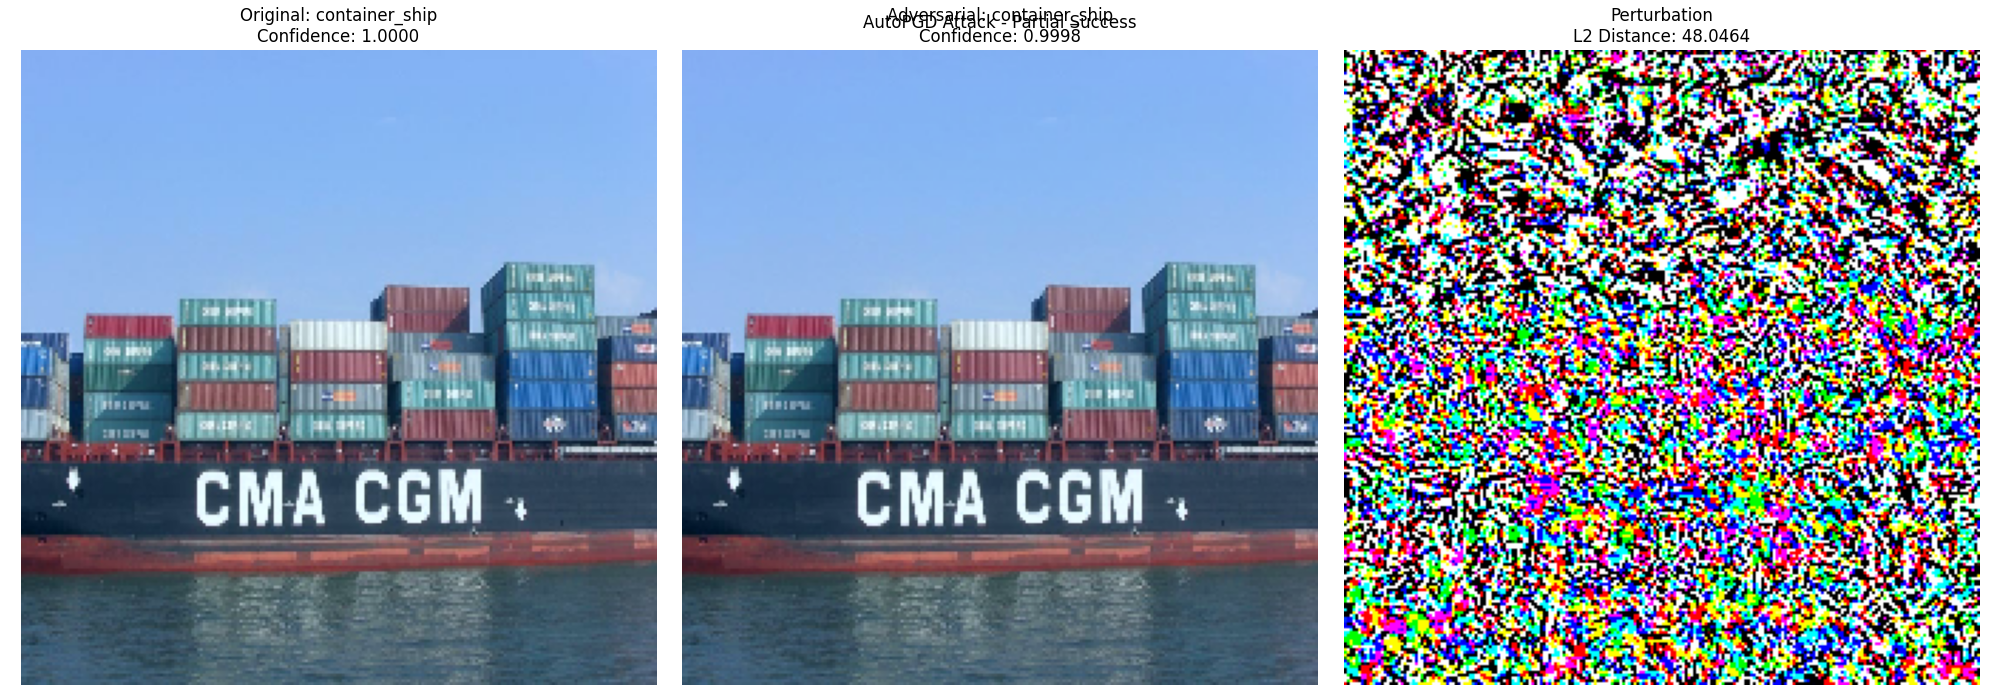 Original: container_ship
Confidence: 1.0000
Adversarial: container_ship
AutoPGD Attack - Partial Success
Confidence: 0.9998
Perturbation
L2 Distance: 48.0464
CMA CGM
CMA CGM